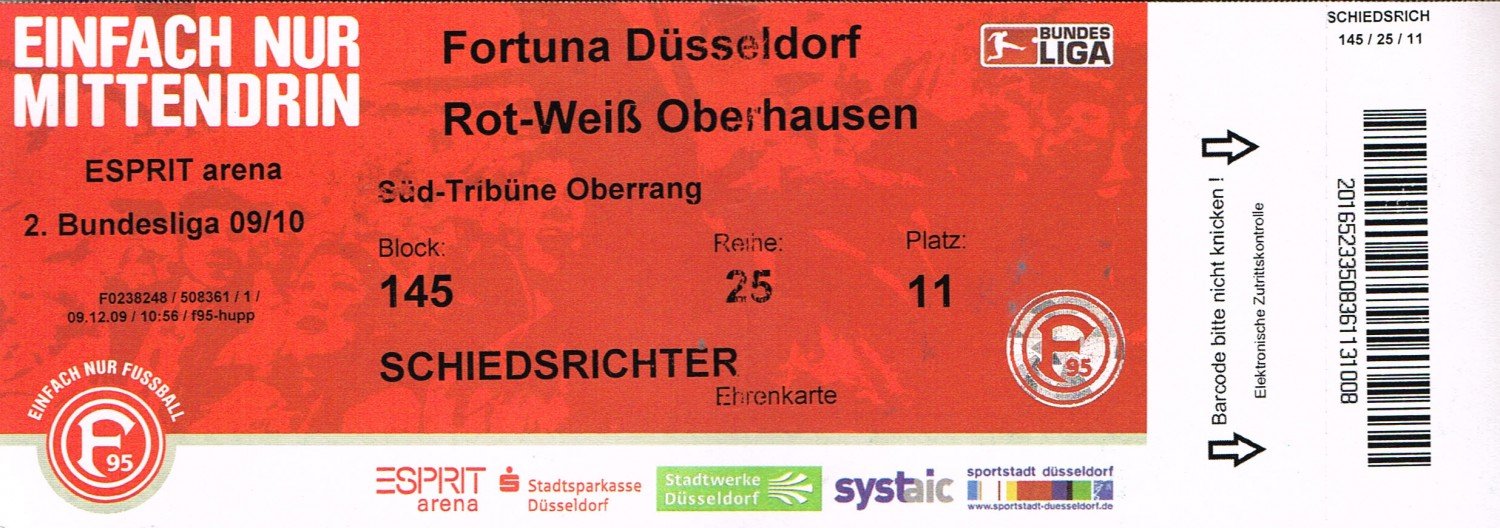 EINFACH NUR
MITTENDRIN
ESPRIT arena
2. Bundesliga 09/10
F0238248 / 508361 / 1 /
09.12.09 / 10:56 / f95-hupp
EINFACH NUR FUSSBALL
F 95
Fortuna Düsseldorf
Rot-Weiß Oberhausen
BUNDES
LIGA
Süd-Tribüne Oberrang
Block:
145
Reihe:
25
Platz:
11
SCHIEDSRICHTER
Ehrenkarte
F 95
ESPRIT
arena
Stadtsparkasse
Düsseldorf
Stadtwerke
Düsseldorf
systaic
sportstadt düsseldorf
www.sportstadt-duesseldorf.de
Barcode bitte nicht knicken !
Elektronische Zutrittskontrolle
SCHIEDSRICH
145 / 25 / 11
2016523350836113​1008